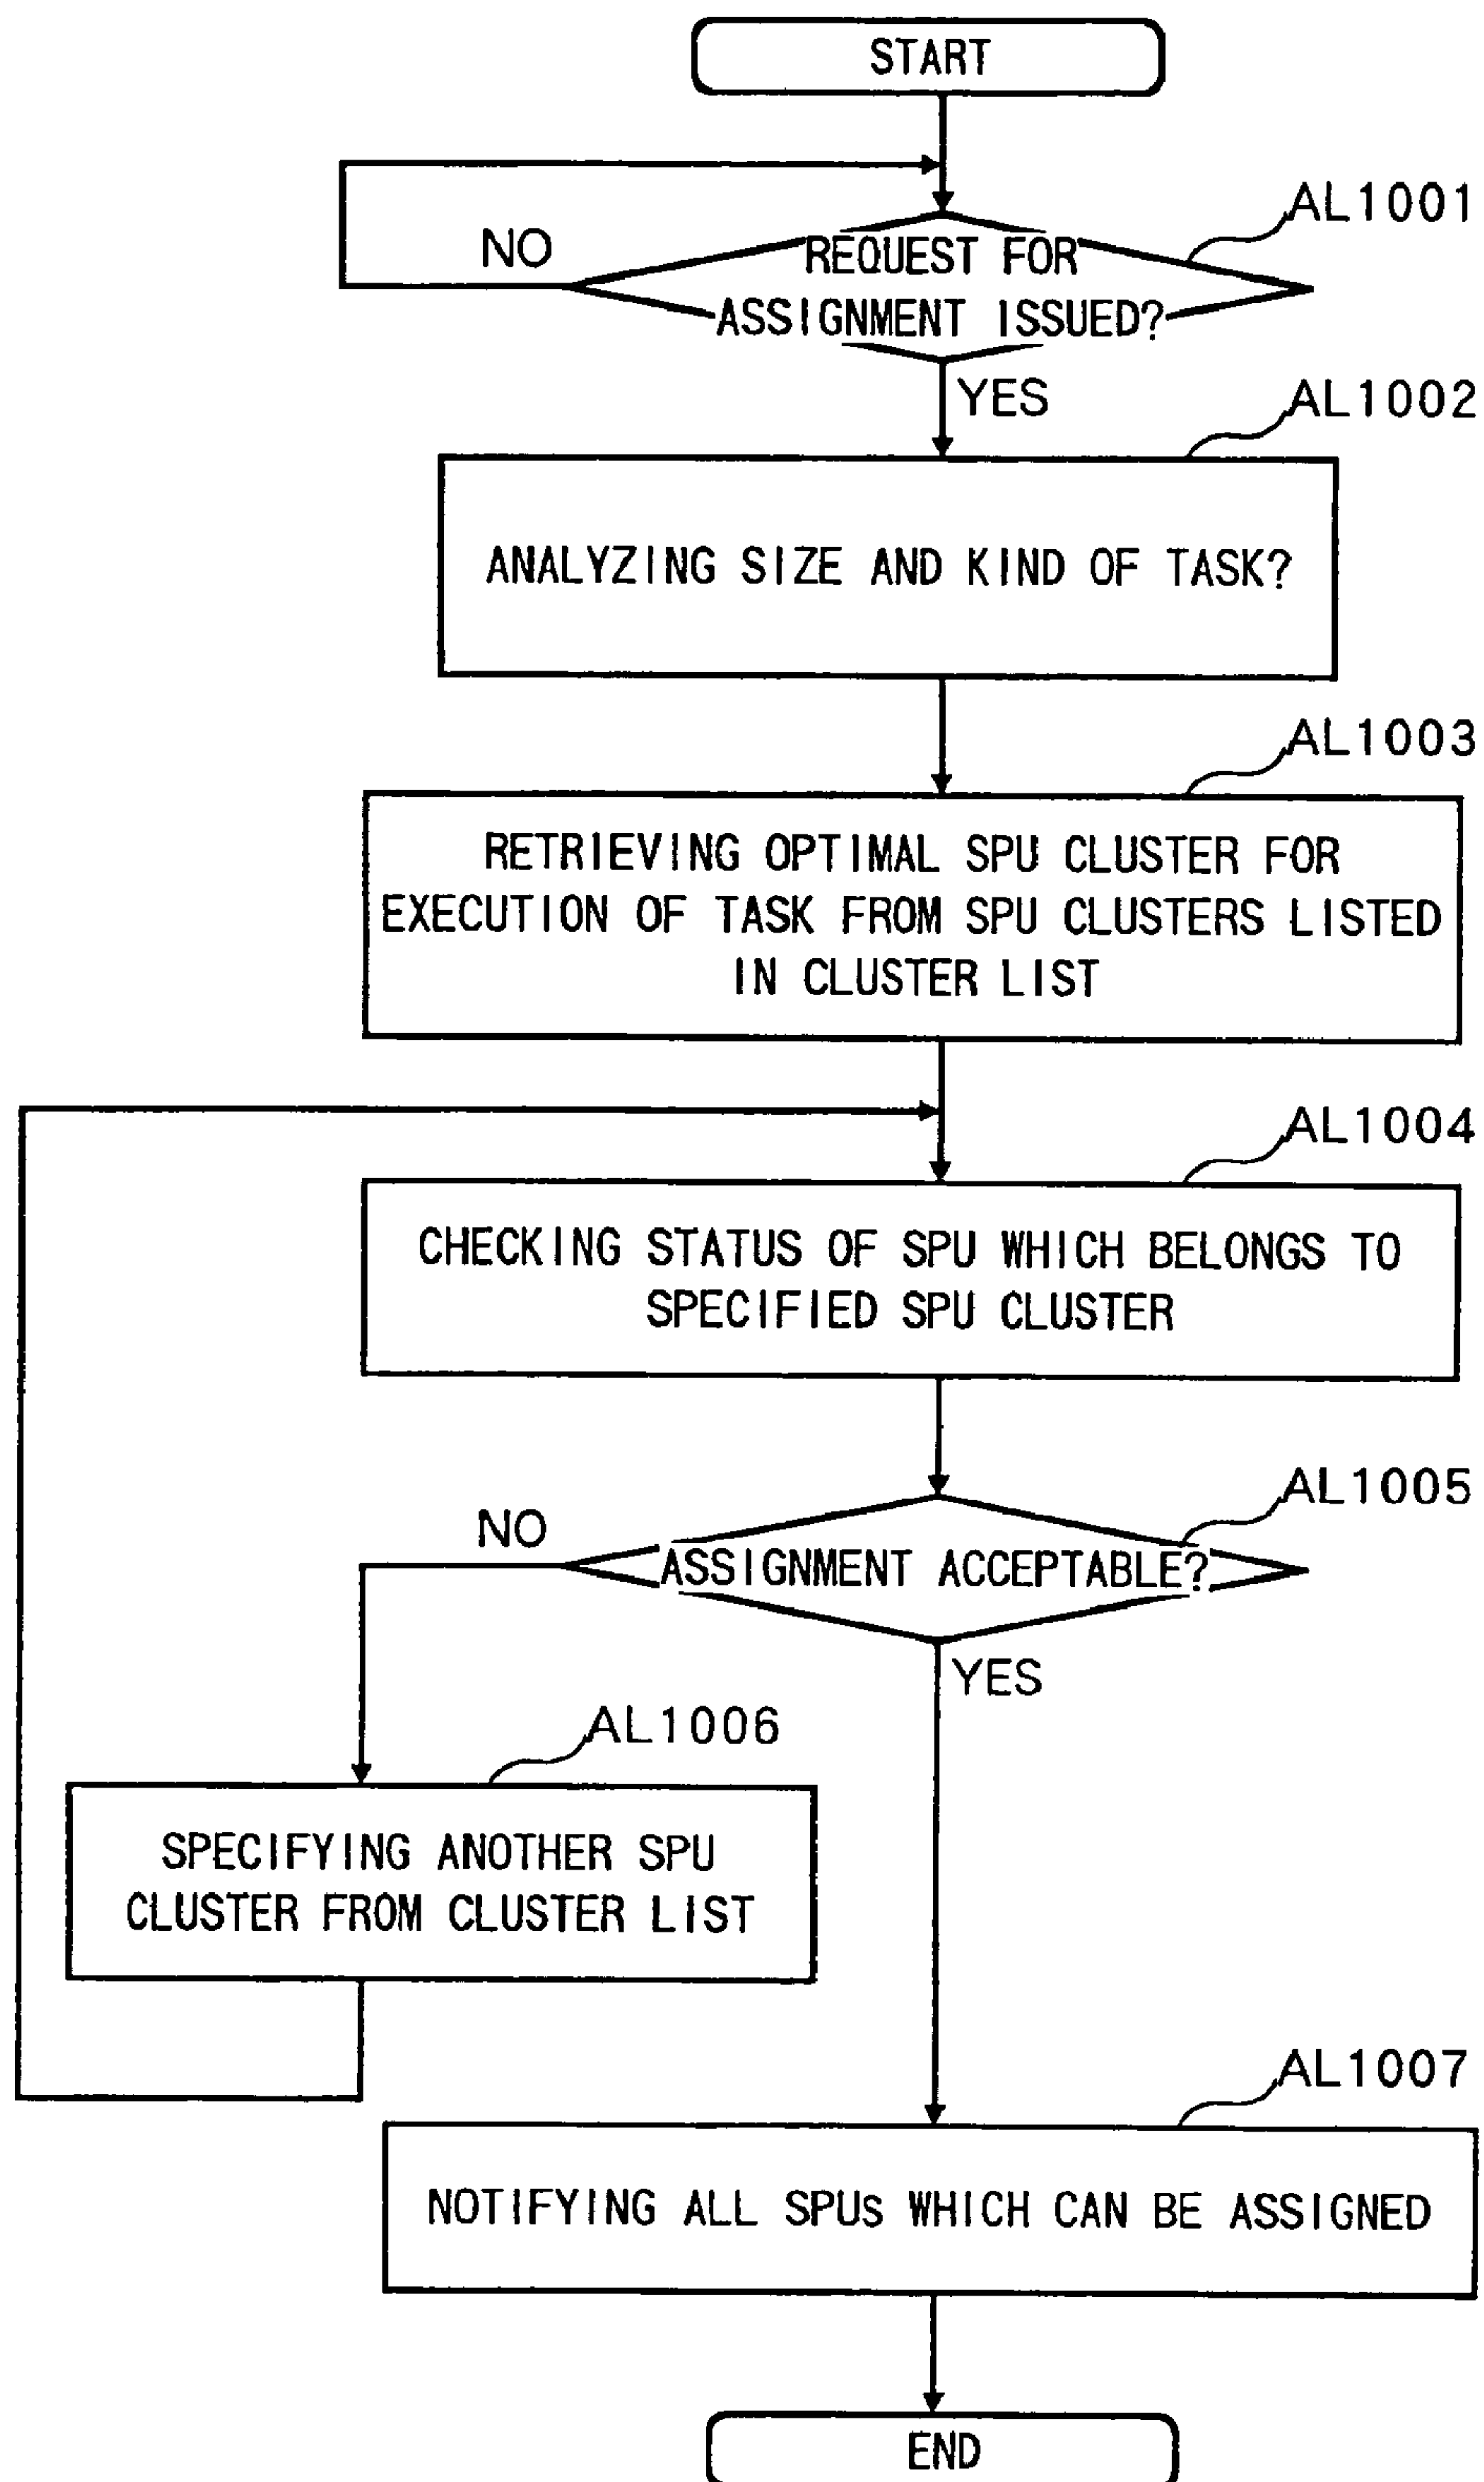 START
AL1001
NO
REQUEST FOR
ASSIGNMENT ISSUED?
YES
AL1002
ANALYZING SIZE AND KIND OF TASK?
AL1003
RETRIEVING OPTIMAL SPU CLUSTER FOR
EXECUTION OF TASK FROM SPU CLUSTERS LISTED
IN CLUSTER LIST
AL1004
CHECKING STATUS OF SPU WHICH BELONGS TO
SPECIFIED SPU CLUSTER
AL1005
NO
ASSIGNMENT ACCEPTABLE?
YES
AL1006
SPECIFYING ANOTHER SPU
CLUSTER FROM CLUSTER LIST
AL1007
NOTIFYING ALL SPUs WHICH CAN BE ASSIGNED
END